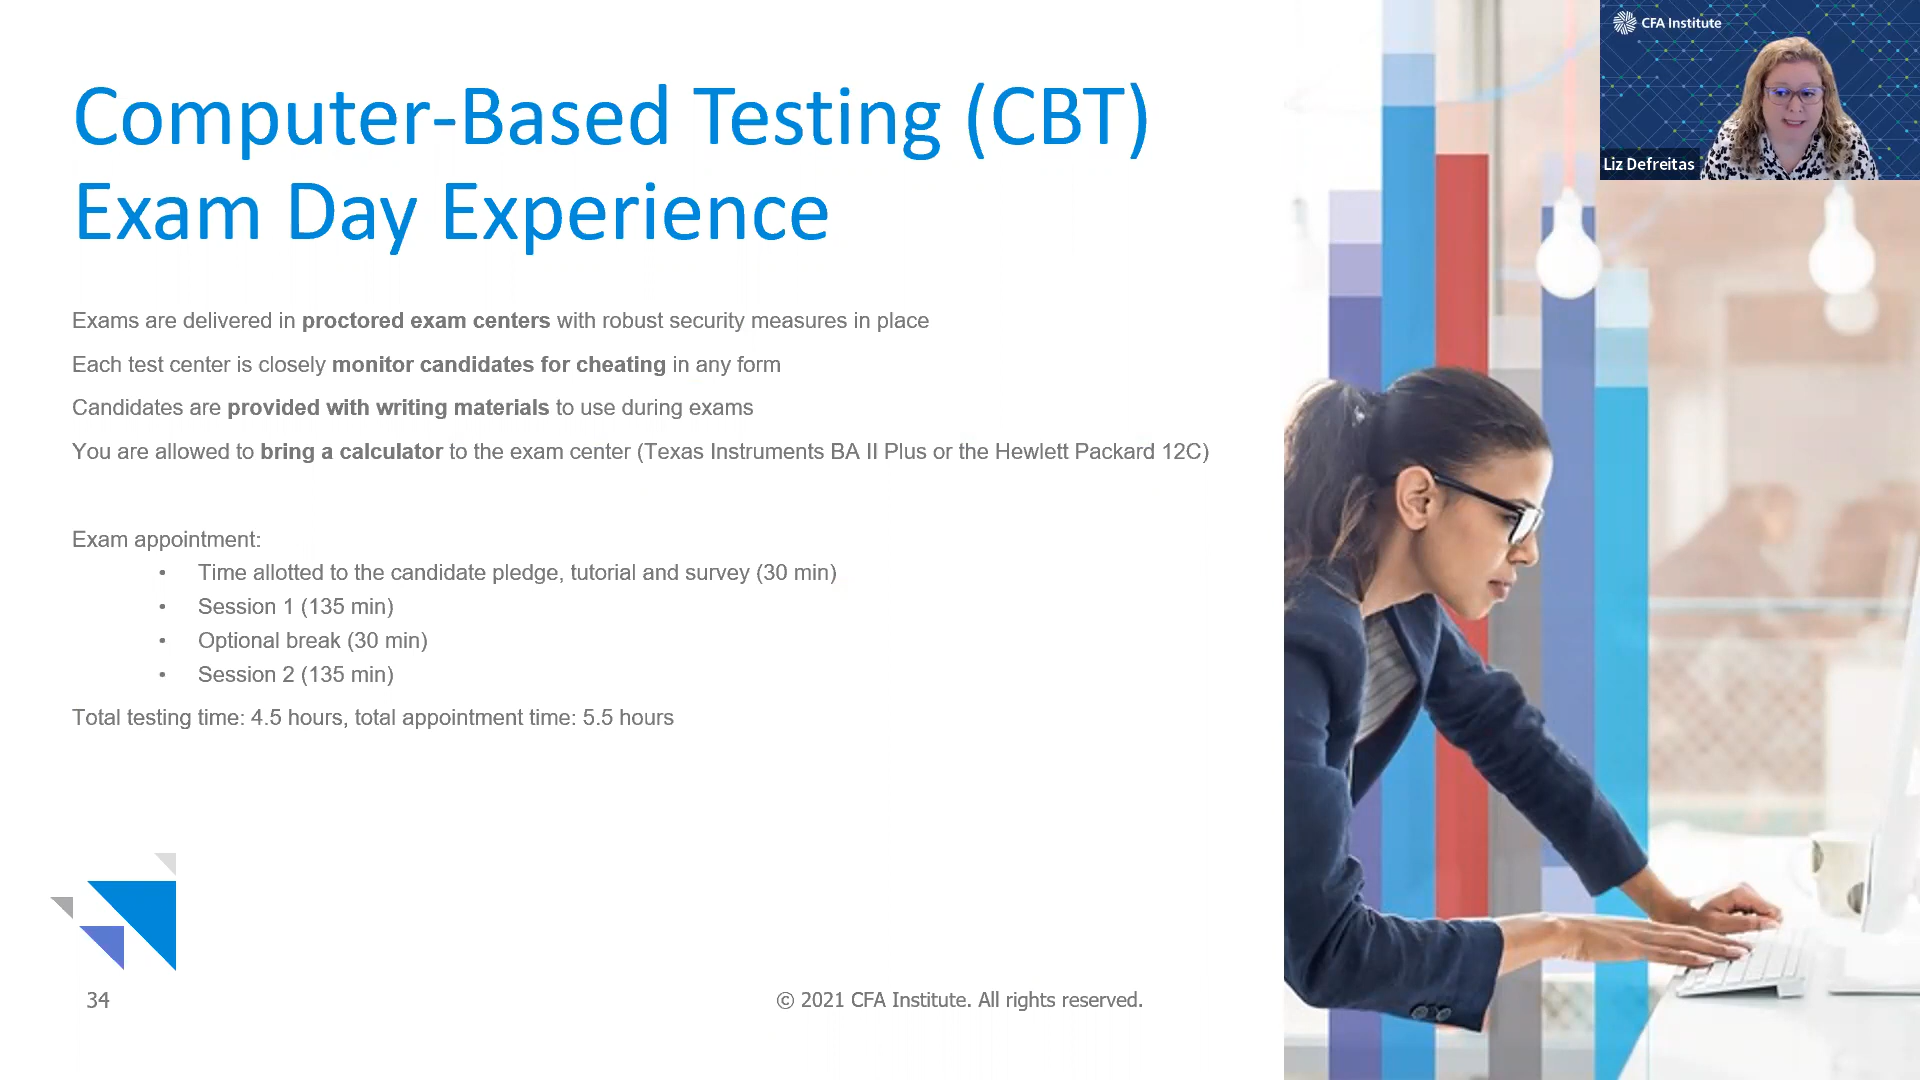 CFA Institute
Liz Defreitas
Computer-Based Testing (CBT)
Exam Day Experience
Exams are delivered in proctored exam centers with robust security measures in place
Each test center is closely monitor candidates for cheating in any form
Candidates are provided with writing materials to use during exams
You are allowed to bring a calculator to the exam center (Texas Instruments BA II Plus or the Hewlett Packard 12C)
Exam appointment:
• Time allotted to the candidate pledge, tutorial and survey (30 min)
• Session 1 (135 min)
• Optional break (30 min)
• Session 2 (135 min)
Total testing time: 4.5 hours, total appointment time: 5.5 hours
34
© 2021 CFA Institute. All rights reserved.